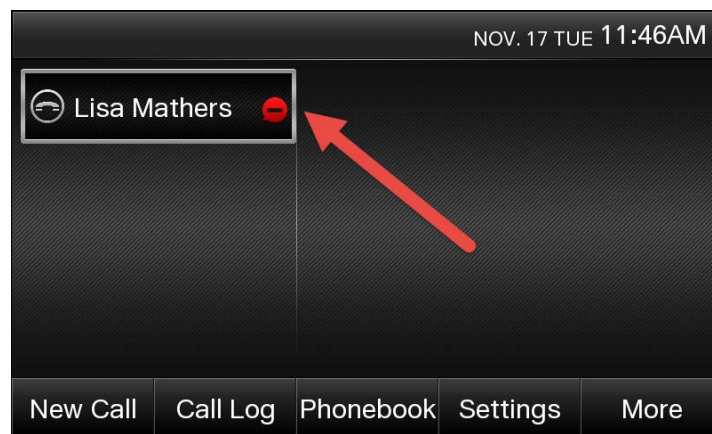 NOV. 17 TUE 11:46AM
Lisa Mathers
New Call Call Log Phonebook Settings More